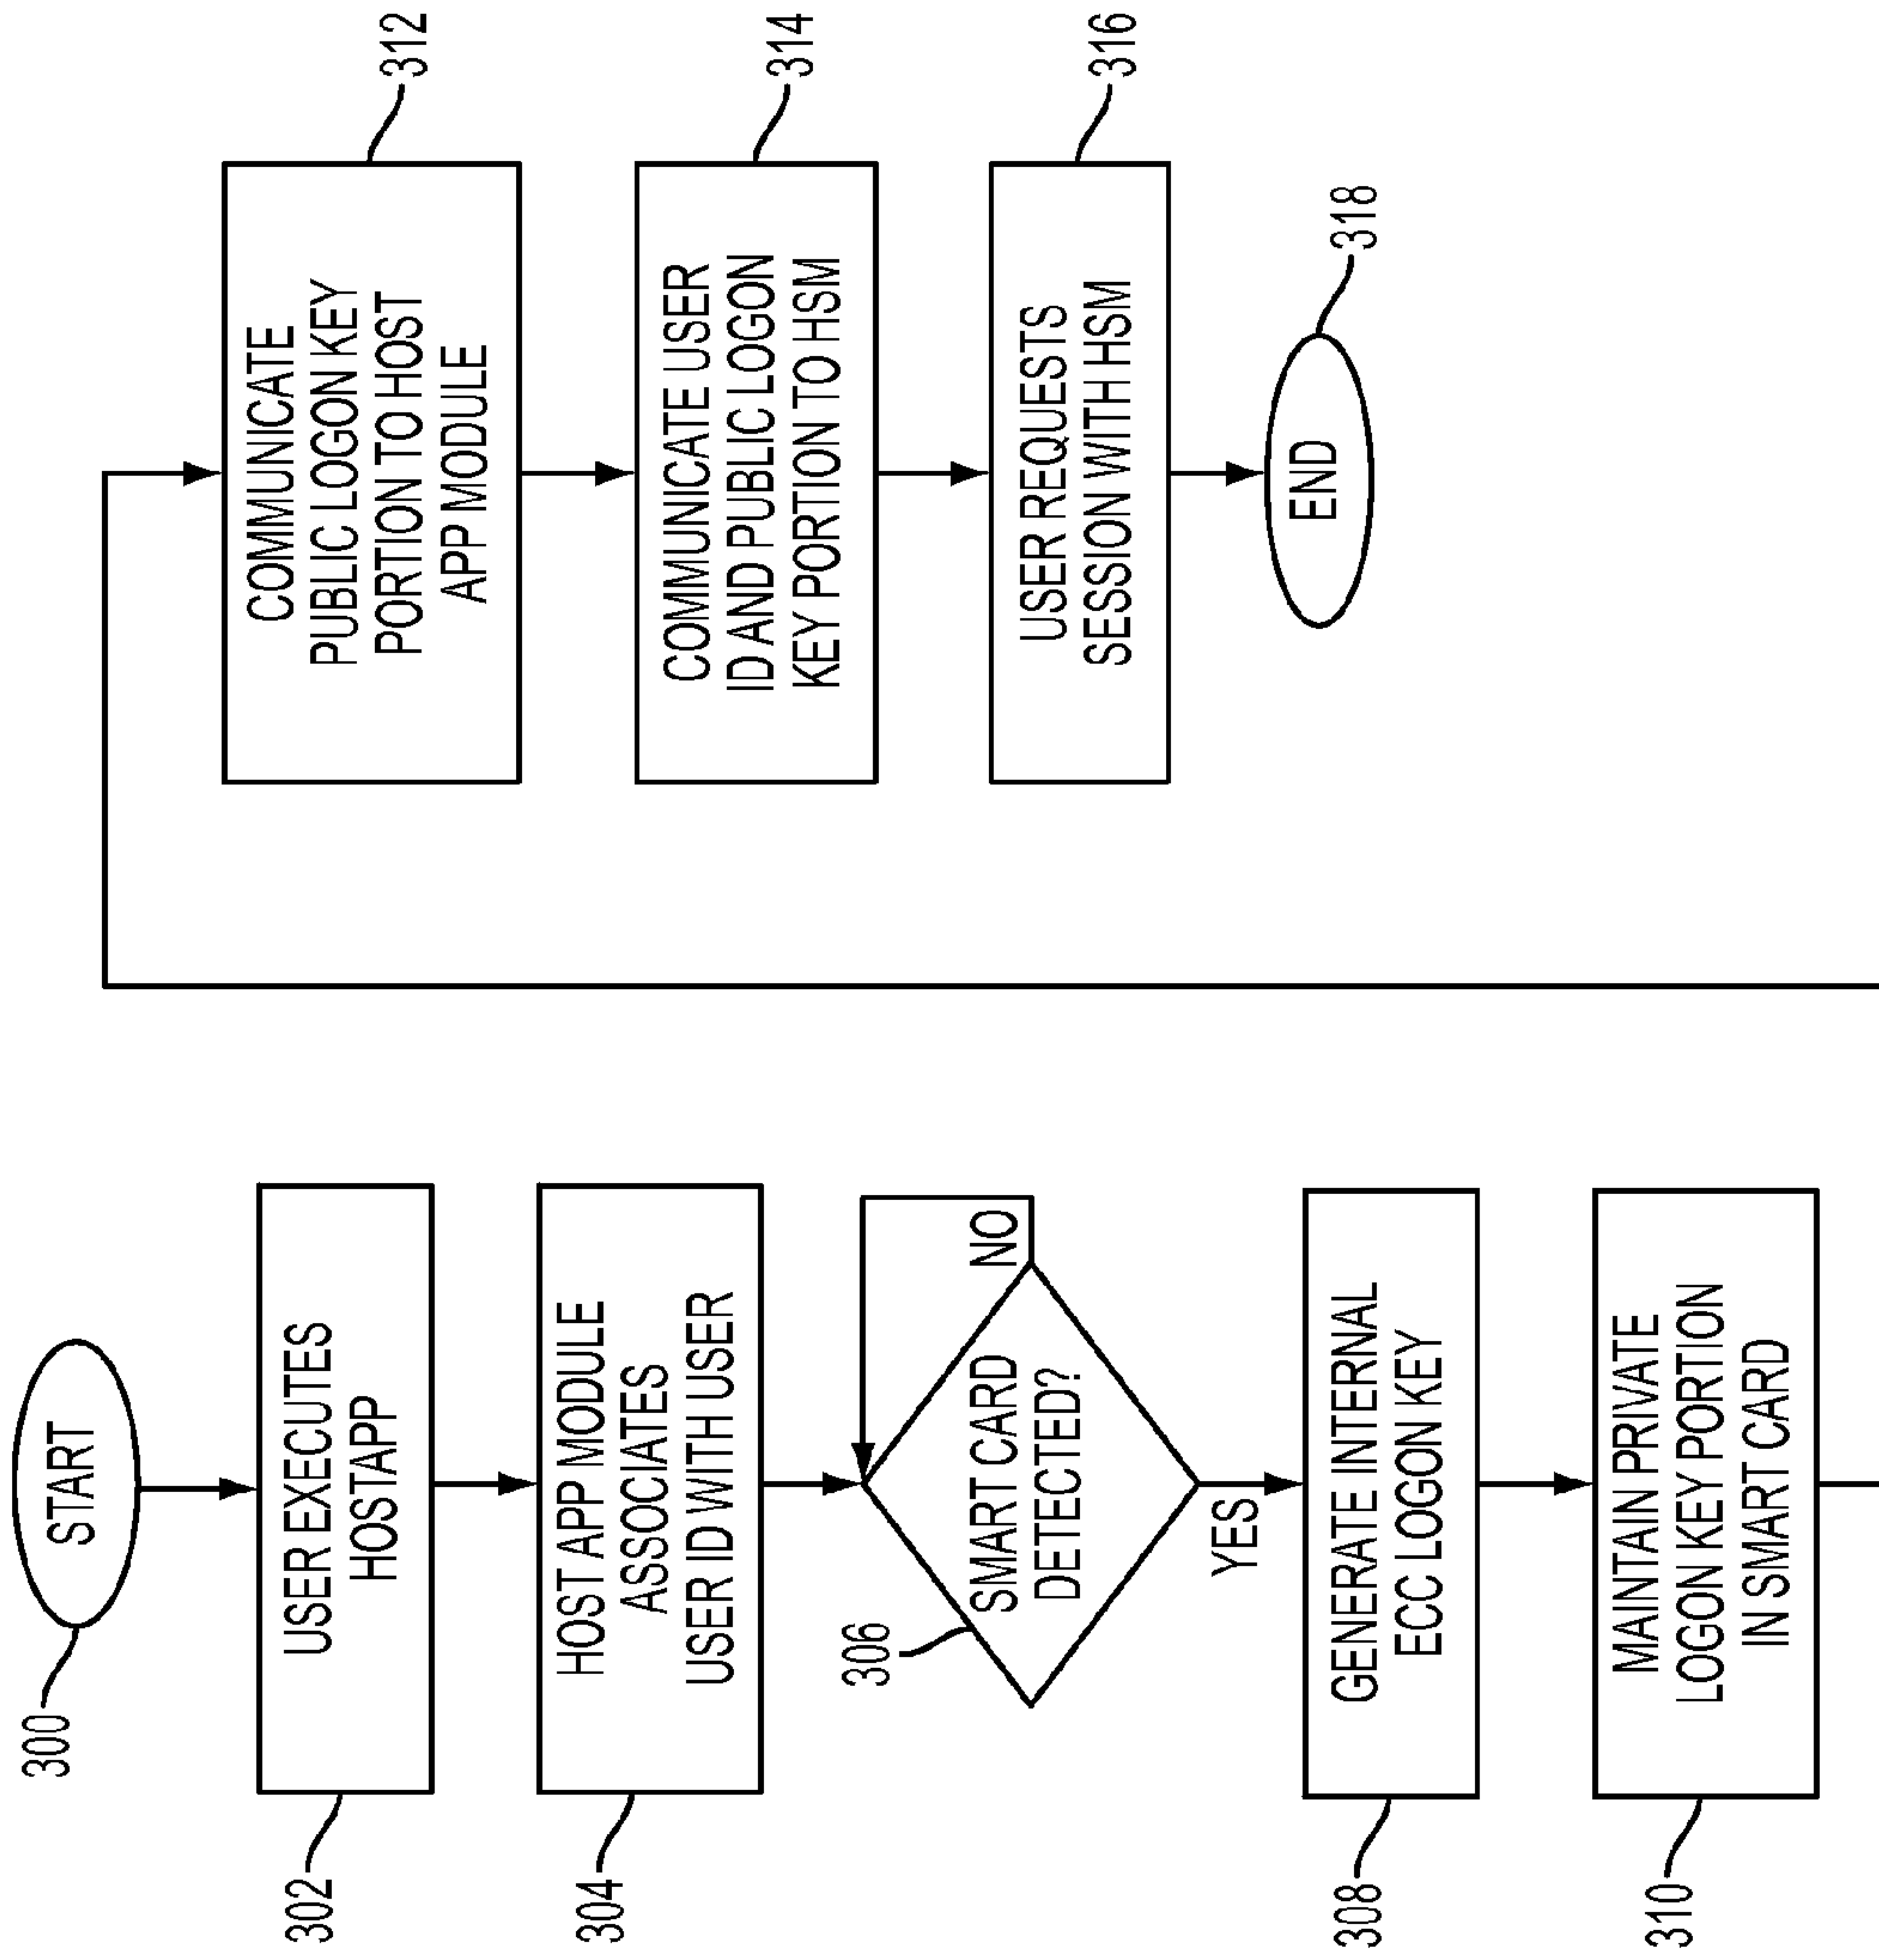 300
START
302
USER EXECUTES
HOSTAPP
304
HOST APP MODULE
ASSOCIATES
USER ID WITH USER
306
SMART CARD
DETECTED?
NO
YES
308
GENERATE INTERNAL
ECC LOGON KEY
310
MAINTAIN PRIVATE
LOGON KEY PORTION
IN SMART CARD
312
COMMUNICATE
PUBLIC LOGON KEY
PORTION TO HOST
APP MODULE
314
COMMUNICATE USER
ID AND PUBLIC LOGON
KEY PORTION TO HSM
316
USER REQUESTS
SESSION WITH HSM
318
END